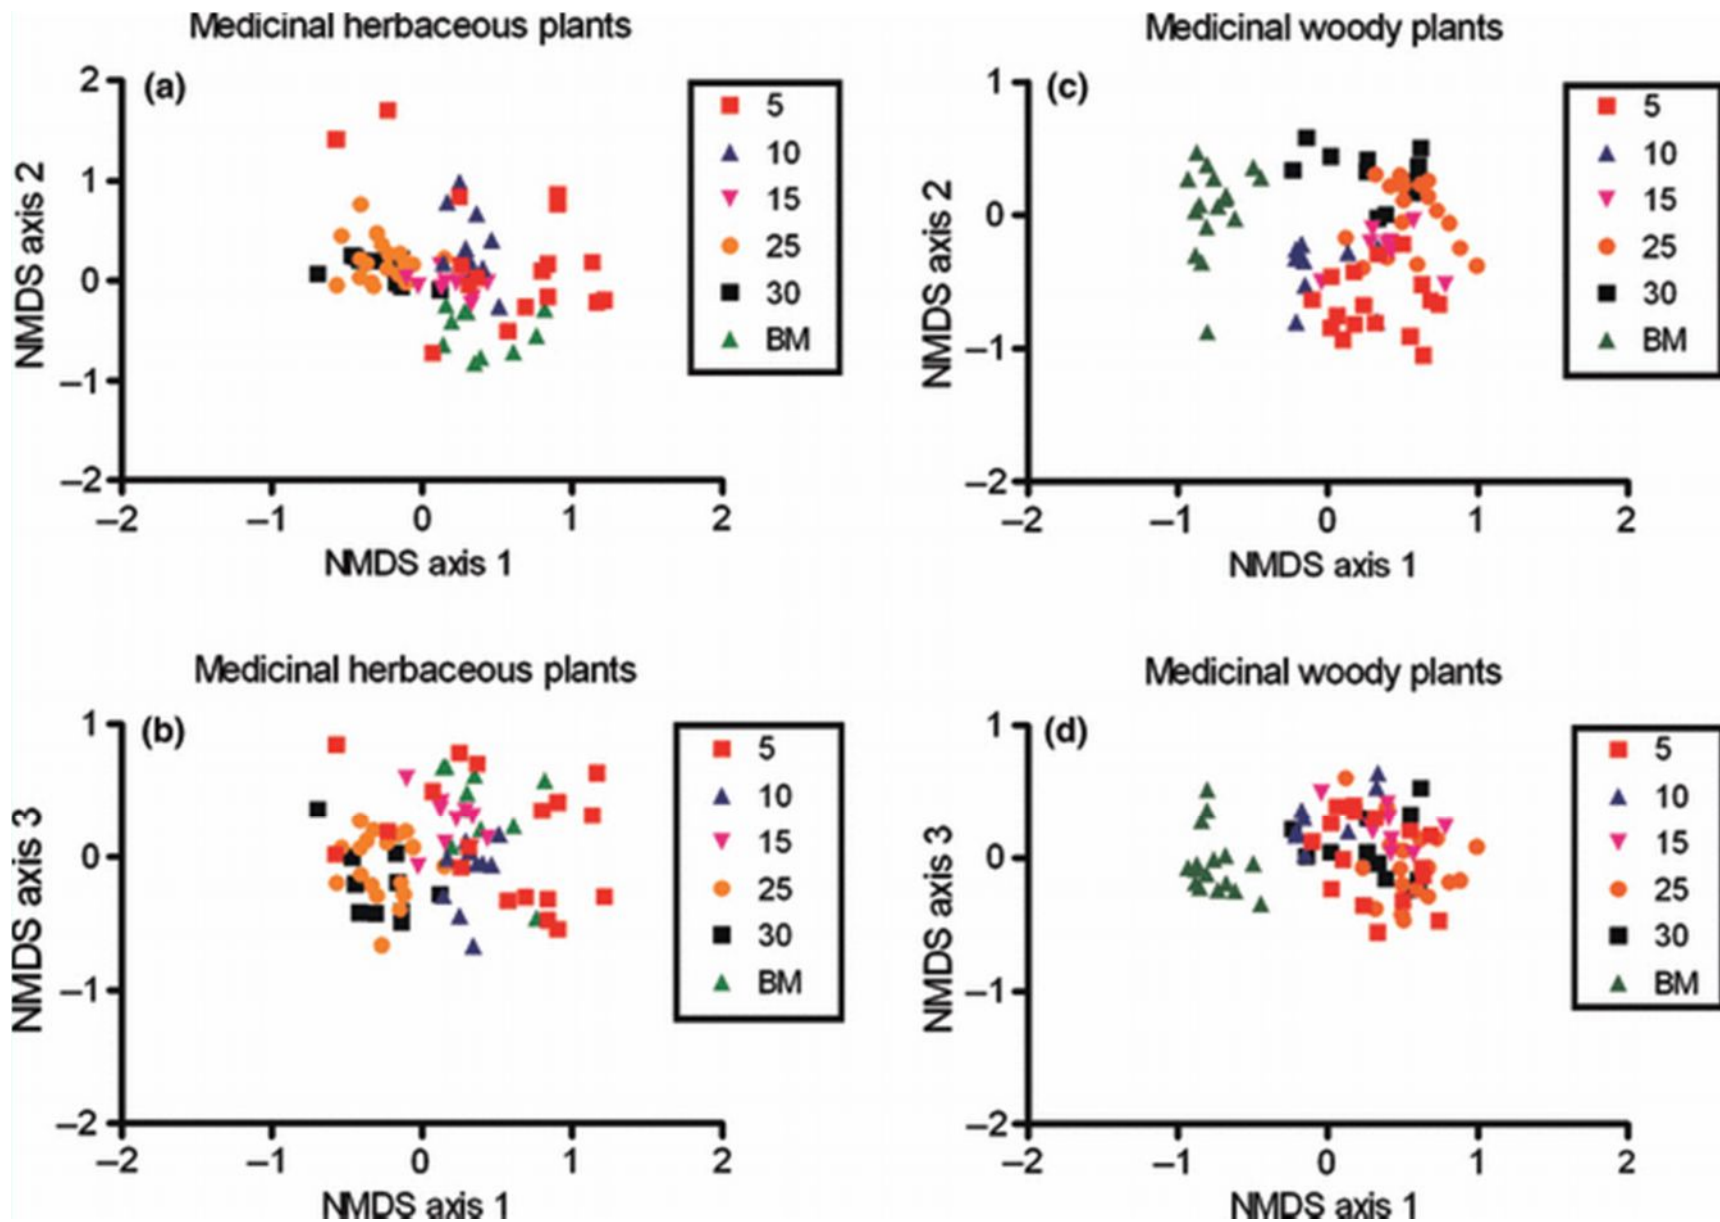 Medicinal herbaceous plants
(a)
2
1
0
–1
–2
–2 –1 0 1 2
NMDS axis 2
NMDS axis 1
5
10
15
25
30
BM
Medicinal woody plants
(c)
1
0
–1
–2
–2 –1 0 1 2
NMDS axis 2
NMDS axis 1
5
10
15
25
30
BM
Medicinal herbaceous plants
(b)
1
0
–1
–2
–2 –1 0 1 2
NMDS axis 3
NMDS axis 1
5
10
15
25
30
BM
Medicinal woody plants
(d)
1
0
–1
–2
–2 –1 0 1 2
NMDS axis 3
NMDS axis 1
5
10
15
25
30
BM